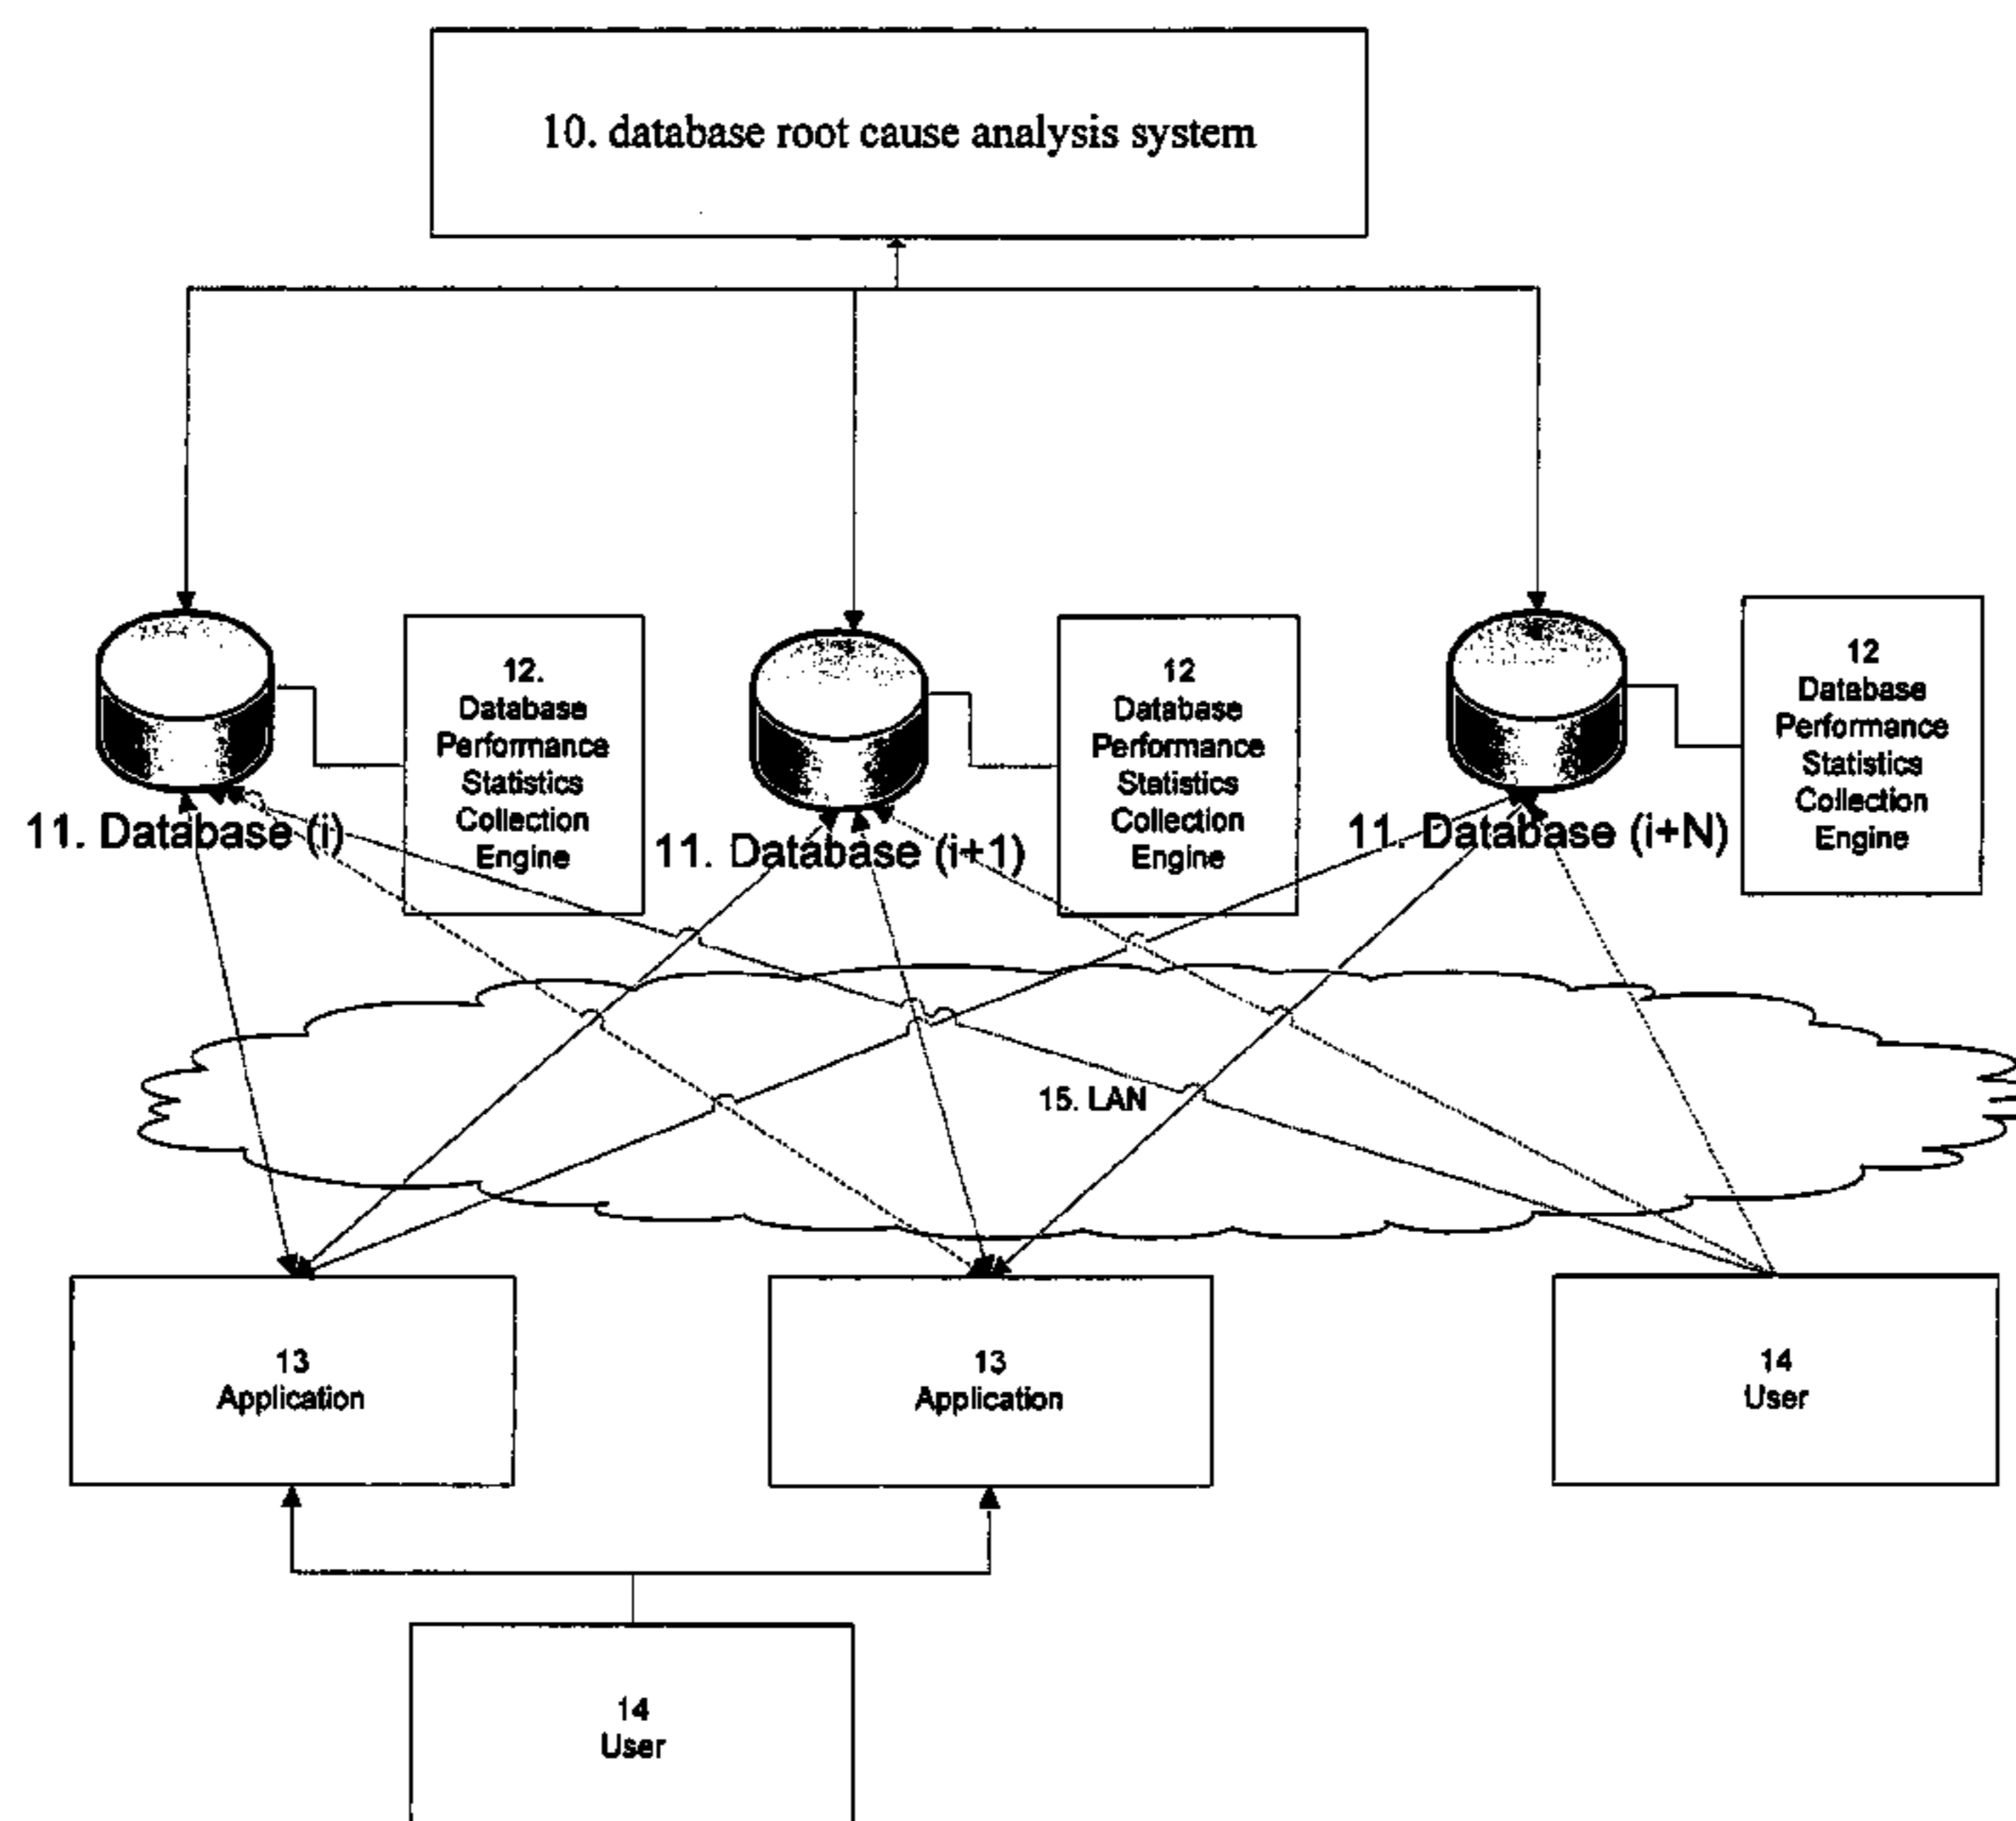 10. database root cause analysis system
12.
Database
Performance
Statistics
Collection
Engine
12
Database
Performance
Statistics
Collection
Engine
12
Database
Performance
Statistics
Collection
Engine
11. Database (i)
11. Database (i+1)
11. Database (i+N)
15. LAN
13
Application
13
Application
14
User
14
User